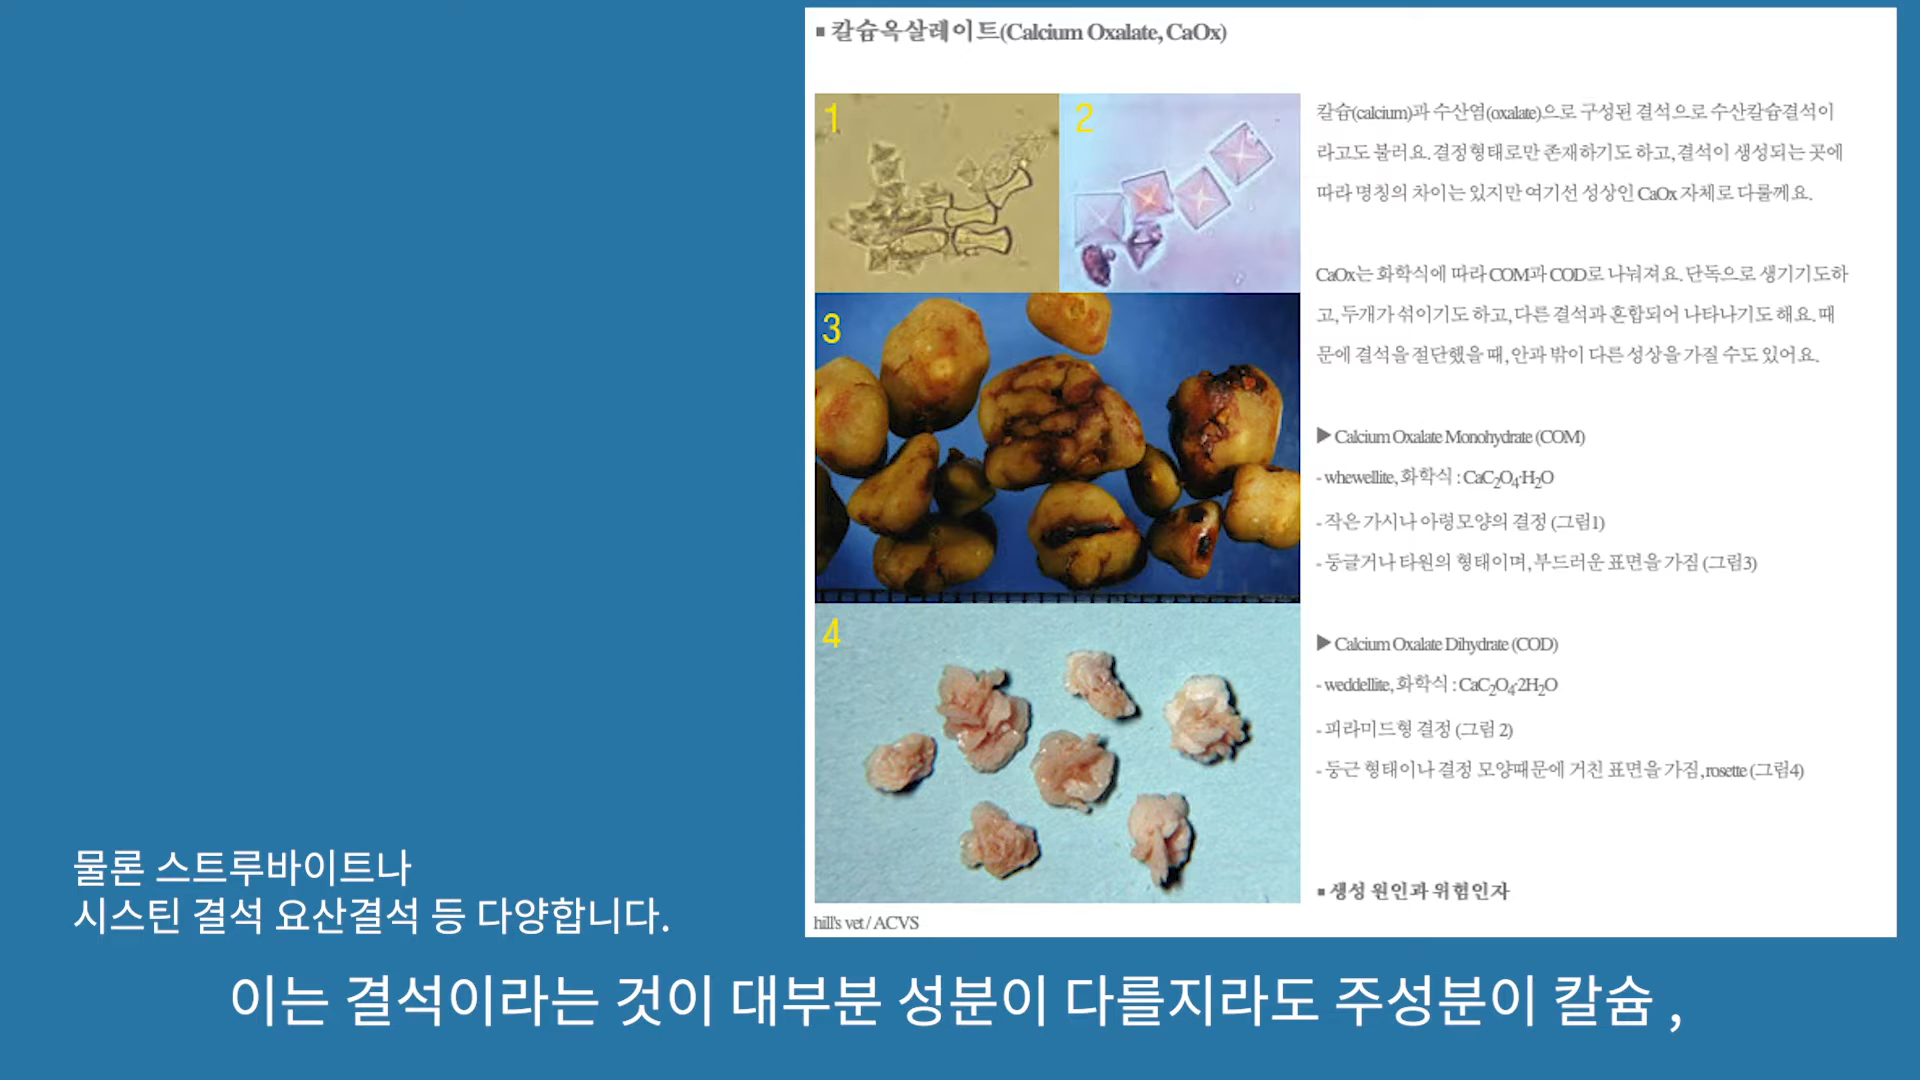 ▪ 칼슘옥살레이트(Calcium Oxalate, CaOx)
1
2
3
4
칼슘(calcium)과 수산염(oxalate)으로 구성된 결석으로 수산칼슘결석이
라고도 불러요. 결정형태로만 존재하기도 하고, 결석이 생성되는 곳에
따라 명칭의 차이는 있지만 여기선 성상인 CaOx 자체로 다룰께요.
CaOx는 화학식에 따라 COM과 COD로 나눠져요. 단독으로 생기기도하
고, 두개가 섞이기도 하고, 다른 결석과 혼합되어 나타나기도 해요. 때
문에 결석을 절단했을 때, 안과 밖이 다른 성상을 가질 수도 있어요.
▶ Calcium Oxalate Monohydrate (COM)
- whewellite, 화학식 : CaC₂O₄·H₂O
- 작은 가시나 아령모양의 결정 (그림1)
- 둥글거나 타원의 형태이며, 부드러운 표면을 가짐 (그림3)
▶ Calcium Oxalate Dihydrate (COD)
- weddellite, 화학식 : CaC₂O₄·2H₂O
- 피라미드형 결정 (그림 2)
- 둥근 형태이나 결정 모양때문에 거친 표면을 가짐, rosette (그림4)
▪ 생성 원인과 위험인자
hill's vet / ACVS
물론 스트루바이트나
시스틴 결석 요산결석 등 다양합니다.
이는 결석이라는 것이 대부분 성분이 다를지라도 주성분이 칼슘 ,